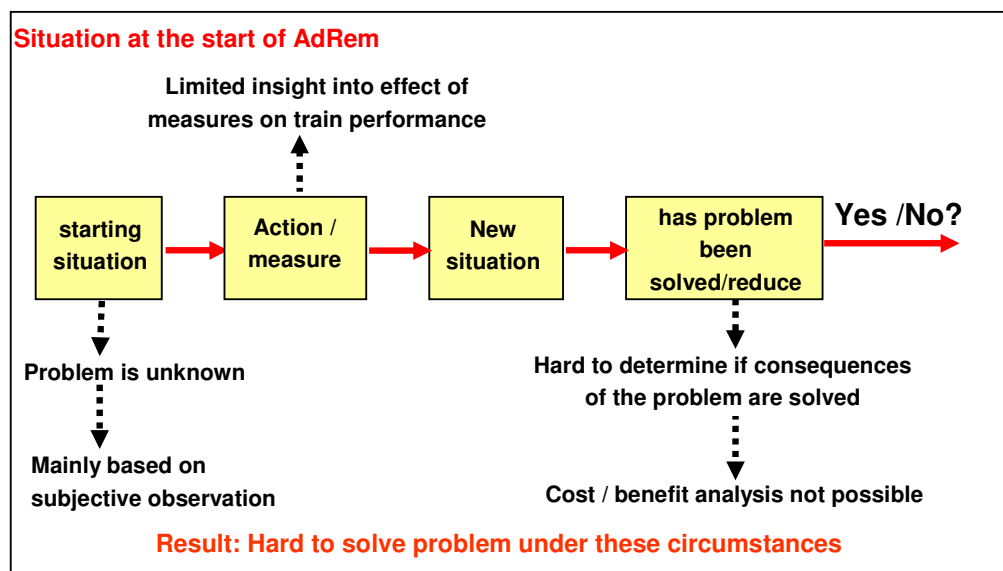 Situation at the start of AdRem
Limited insight into effect of
measures on train performance
starting
situation
Action /
measure
New
situation
has problem
been
solved/reduce
Yes /No?
Problem is unknown
Mainly based on
subjective observation
Hard to determine if consequences
of the problem are solved
Cost / benefit analysis not possible
Result: Hard to solve problem under these circumstances